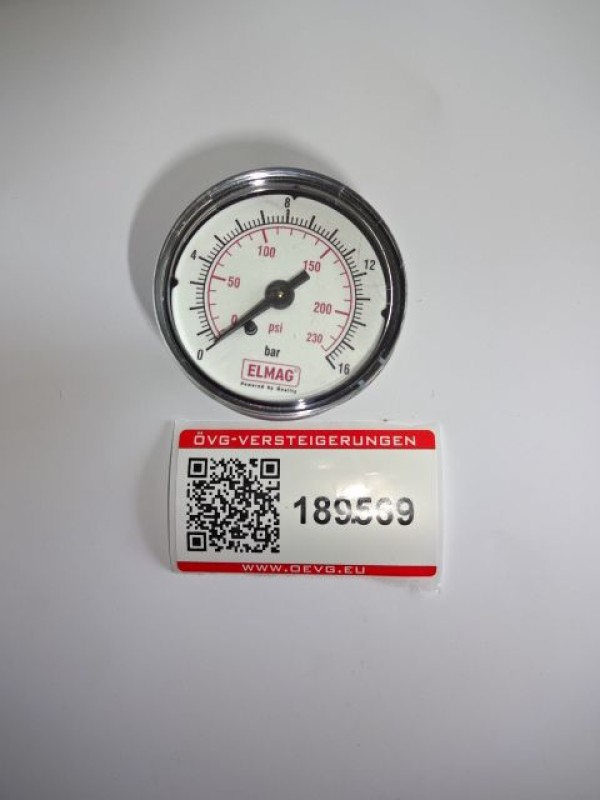 8
4
12
100
50
150
200
0
psi
230
0
bar
16
ELMAG
Powered by Quality
ÖVG-VERSTEIGERUNGEN
189569
WWW.OEVG.EU